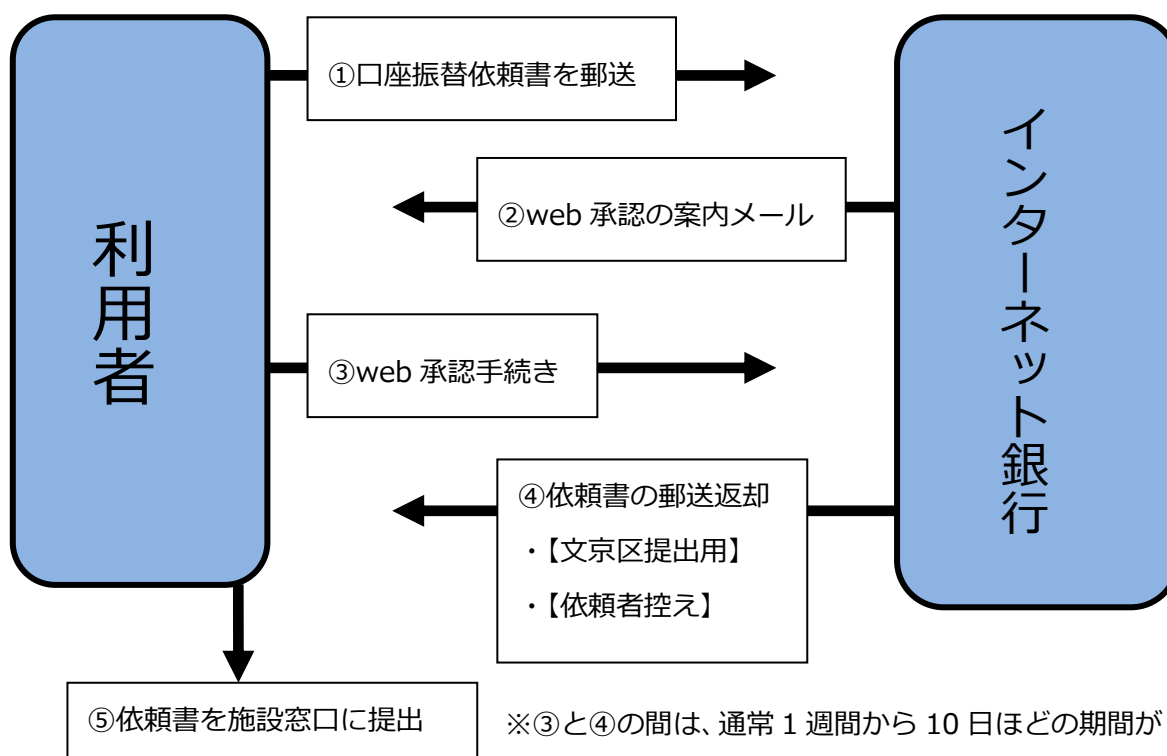 ①口座振替依頼書を郵送
②web 承認の案内メール
利用者
インターネット銀行
③web 承認手続き
④依頼書の郵送返却
・【文京区提出用】
・【依頼者控え】
⑤依頼書を施設窓口に提出
※③と④の間は、通常 1 週間から 10 日ほどの期間が